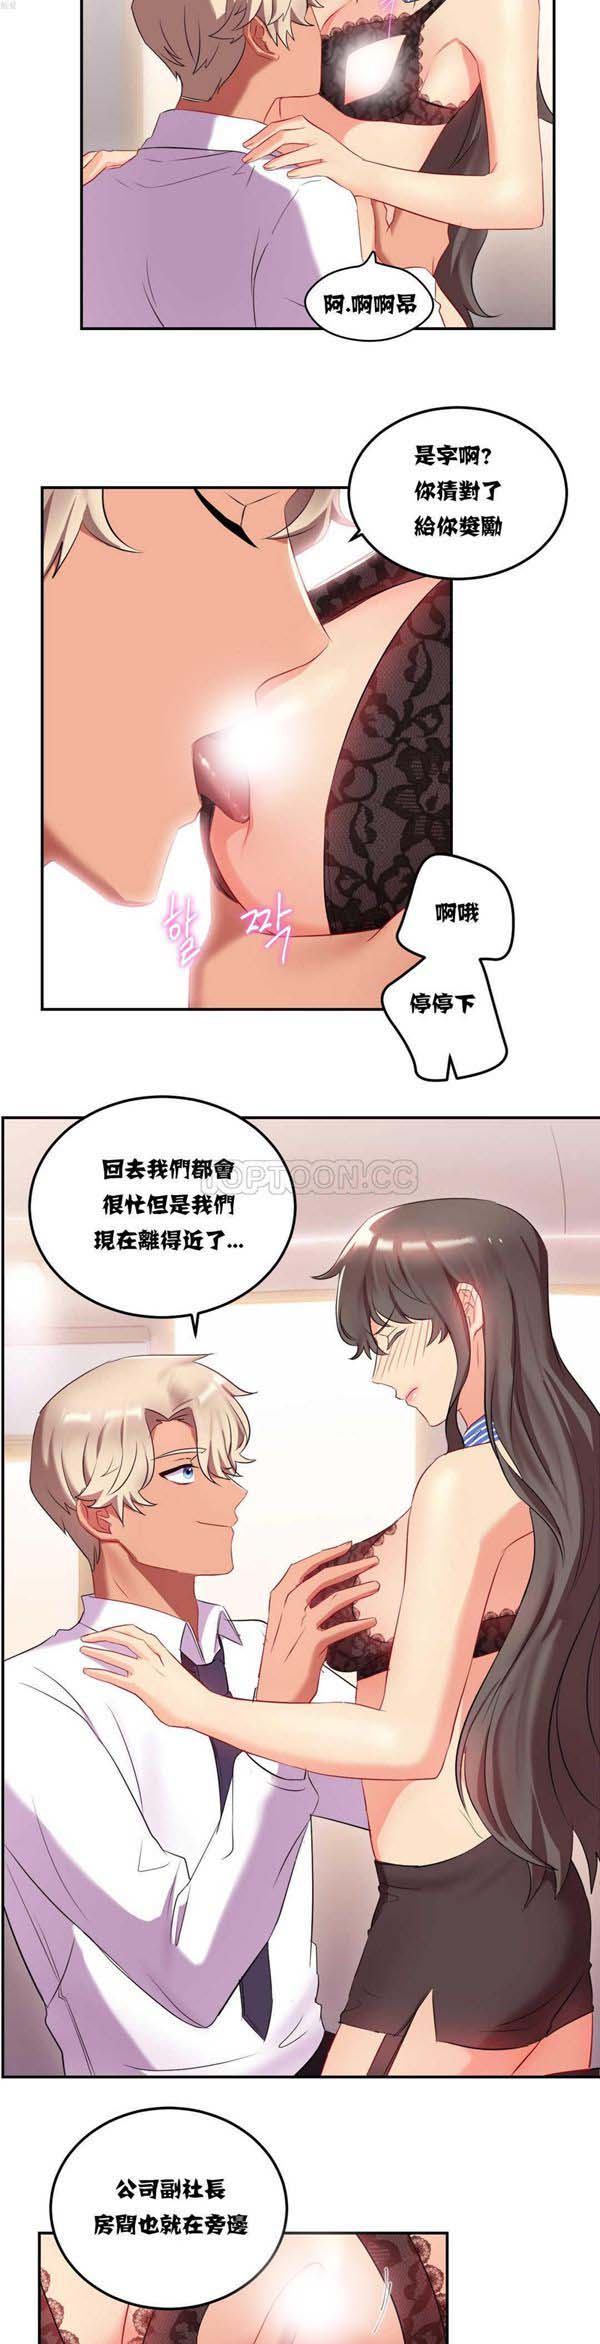 阿.啊啊昂
是字啊?
你猜對了
給你獎勵
할짝
啊哦
停停下
回去我們都會
很忙但是我們
現在離得近了...
TOPTOON.CC
公司副社長
房間也就在旁邊